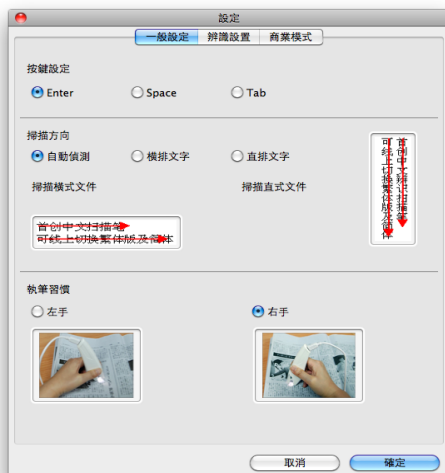 設定
一般設定 辨識設置 商業模式
按鍵設定
Enter Space Tab
掃描方向
自動偵測 橫排文字 直排文字
掃描橫式文件 掃描直式文件
首创中文扫描笔
可线上切换繁体版及简体
首创中文辨识扫描笔
可线上切换繁体版及简体
執筆習慣
左手 右手
取消 確定